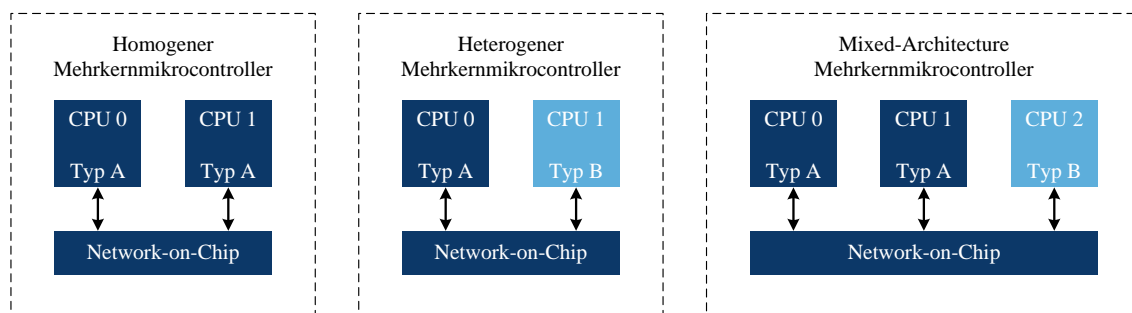 Homogener
Mehrkernmikrocontroller
CPU 0
Typ A
CPU 1
Typ A
Network-on-Chip
Heterogener
Mehrkernmikrocontroller
CPU 0
Typ A
CPU 1
Typ B
Network-on-Chip
Mixed-Architecture
Mehrkernmikrocontroller
CPU 0
Typ A
CPU 1
Typ A
CPU 2
Typ B
Network-on-Chip